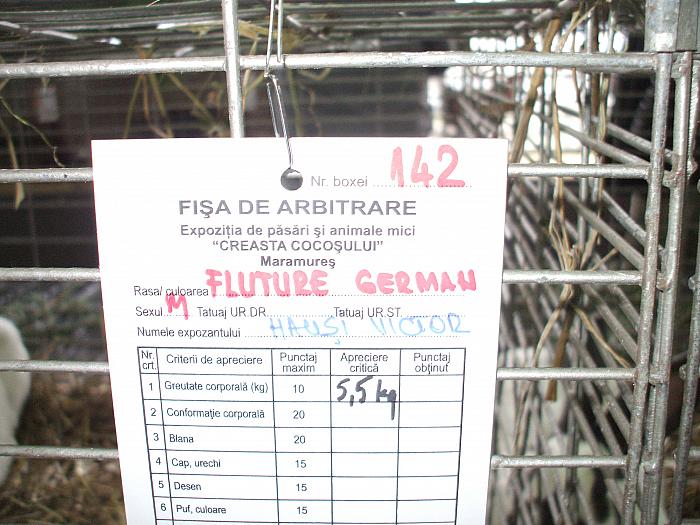 Nr. boxei 142
FIŞA DE ARBITRARE
Expoziţia de păsări şi animale mici
“CREASTA COCOŞULUI”
Maramureş
Rasa/ culoarea FLUTURE GERMAN
Sexul M Tatuaj UR.DR. Tatuaj UR.ST.
Numele expozantului HAUŞI VICTOR
Nr. crt. Criterii de apreciere Punctaj maxim Apreciere critică Punctaj obţinut
1 Greutate corporală (kg) 10 5,5 kg
2 Conformaţie corporală 20
3 Blana 20
4 Cap, urechi 15
5 Desen 15
6 Puf, culoare 15